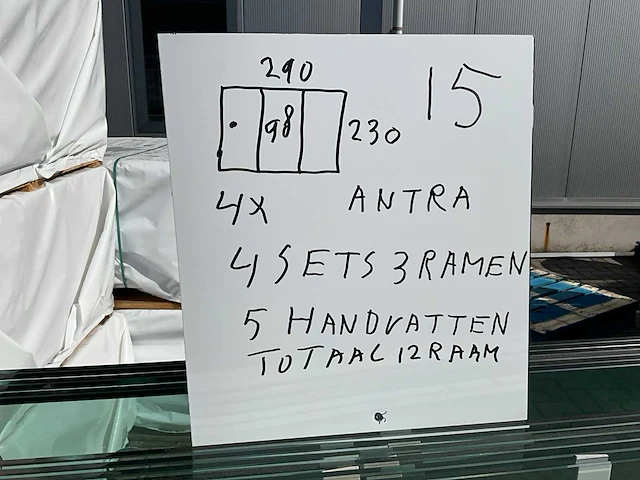 290
15
98
230
4X ANTRA
4 SETS 3 RAMEN
5 HANDVATTEN
TOTAAL 12 RAAM